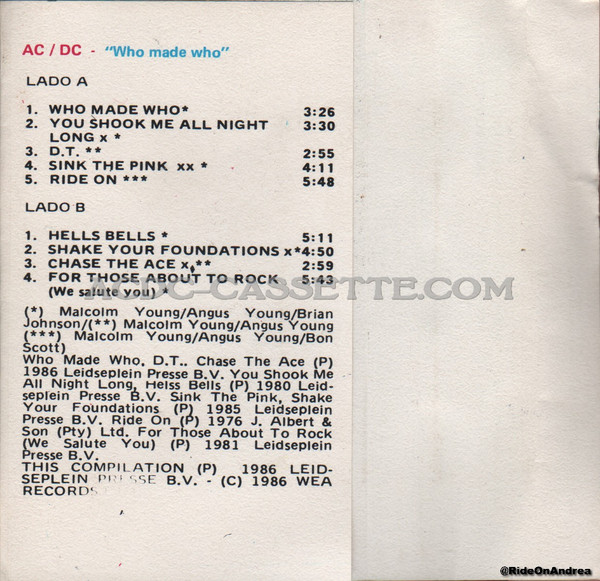 AC / DC - "Who made who"
LADO A
1. WHO MADE WHO* 3:26
2. YOU SHOOK ME ALL NIGHT LONG x * 3:30
3. D.T. ** 2:55
4. SINK THE PINK xx * 4:11
5. RIDE ON *** 5:48
LADO B
1. HELLS BELLS * 5:11
2. SHAKE YOUR FOUNDATIONS x* 4:50
3. CHASE THE ACE x,** 2:59
4. FOR THOSE ABOUT TO ROCK 5:43
(We salute you) *
ACDC-CASSETTE.COM
(*) Malcolm Young/Angus Young/Brian
Johnson/(**) Malcolm Young/Angus Young
(***) Malcolm Young/Angus Young/Bon
Scott)
Who Made Who, D.T.. Chase The Ace (P)
1986 Leidseplein Presse B.V. You Shook Me
All Night Long, Helss Bells (P) 1980 Leid-
seplein Presse B.V. Sink The Pink, Shake
Your Foundations (P) 1985 Leidseplein
Presse B.V. Ride On (P) 1976 J. Albert &
Son (Pty) Ltd. For Those About To Rock
(We Salute You) (P) 1981 Leidseplein
Presse B.V.
THIS COMPILATION (P) 1986 LEID-
SEPLEIN PRESSE B.V. - (C) 1986 WEA
RECORDS
@RideOnAndrea